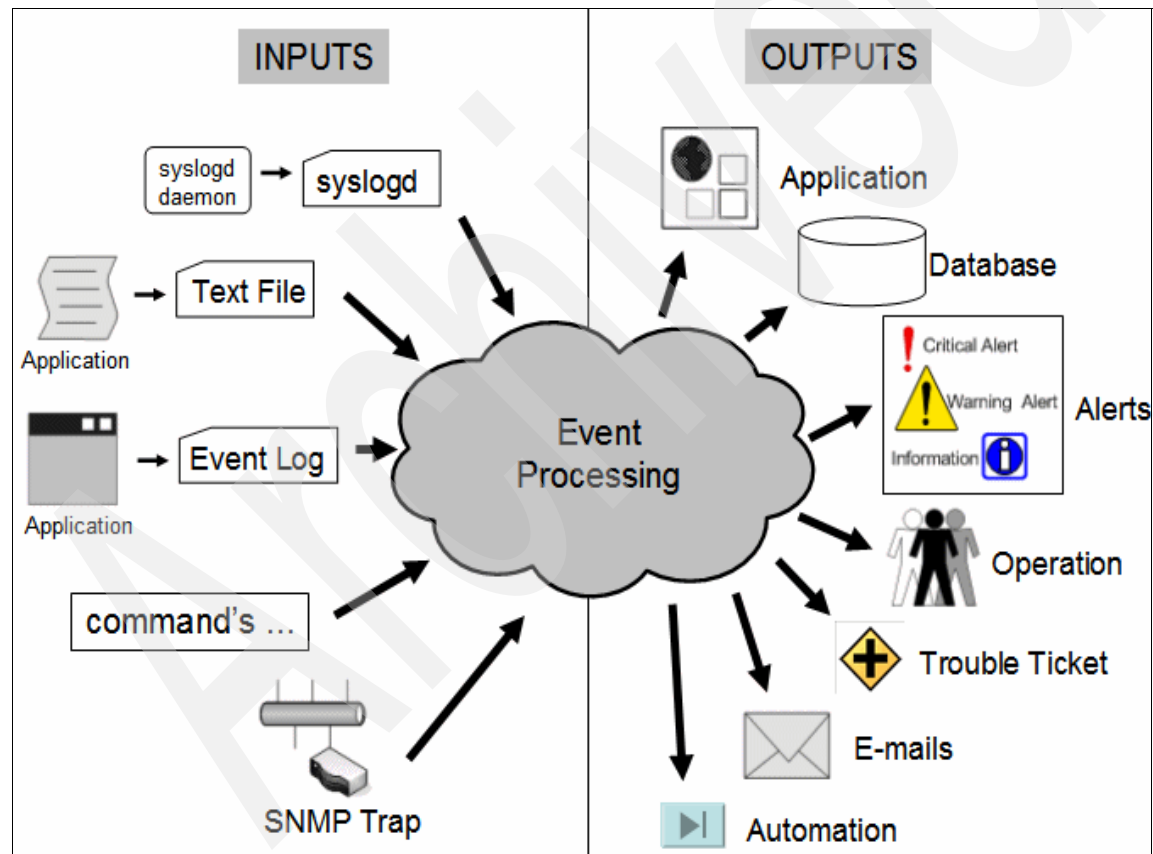 INPUTS
OUTPUTS
syslogd
daemon
syslogd
Text File
Application
Event Log
Application
command's ...
SNMP Trap
Event
Processing
Application
Database
Critical Alert
Warning Alert
Information
Alerts
Operation
Trouble Ticket
E-mails
Automation
Archived